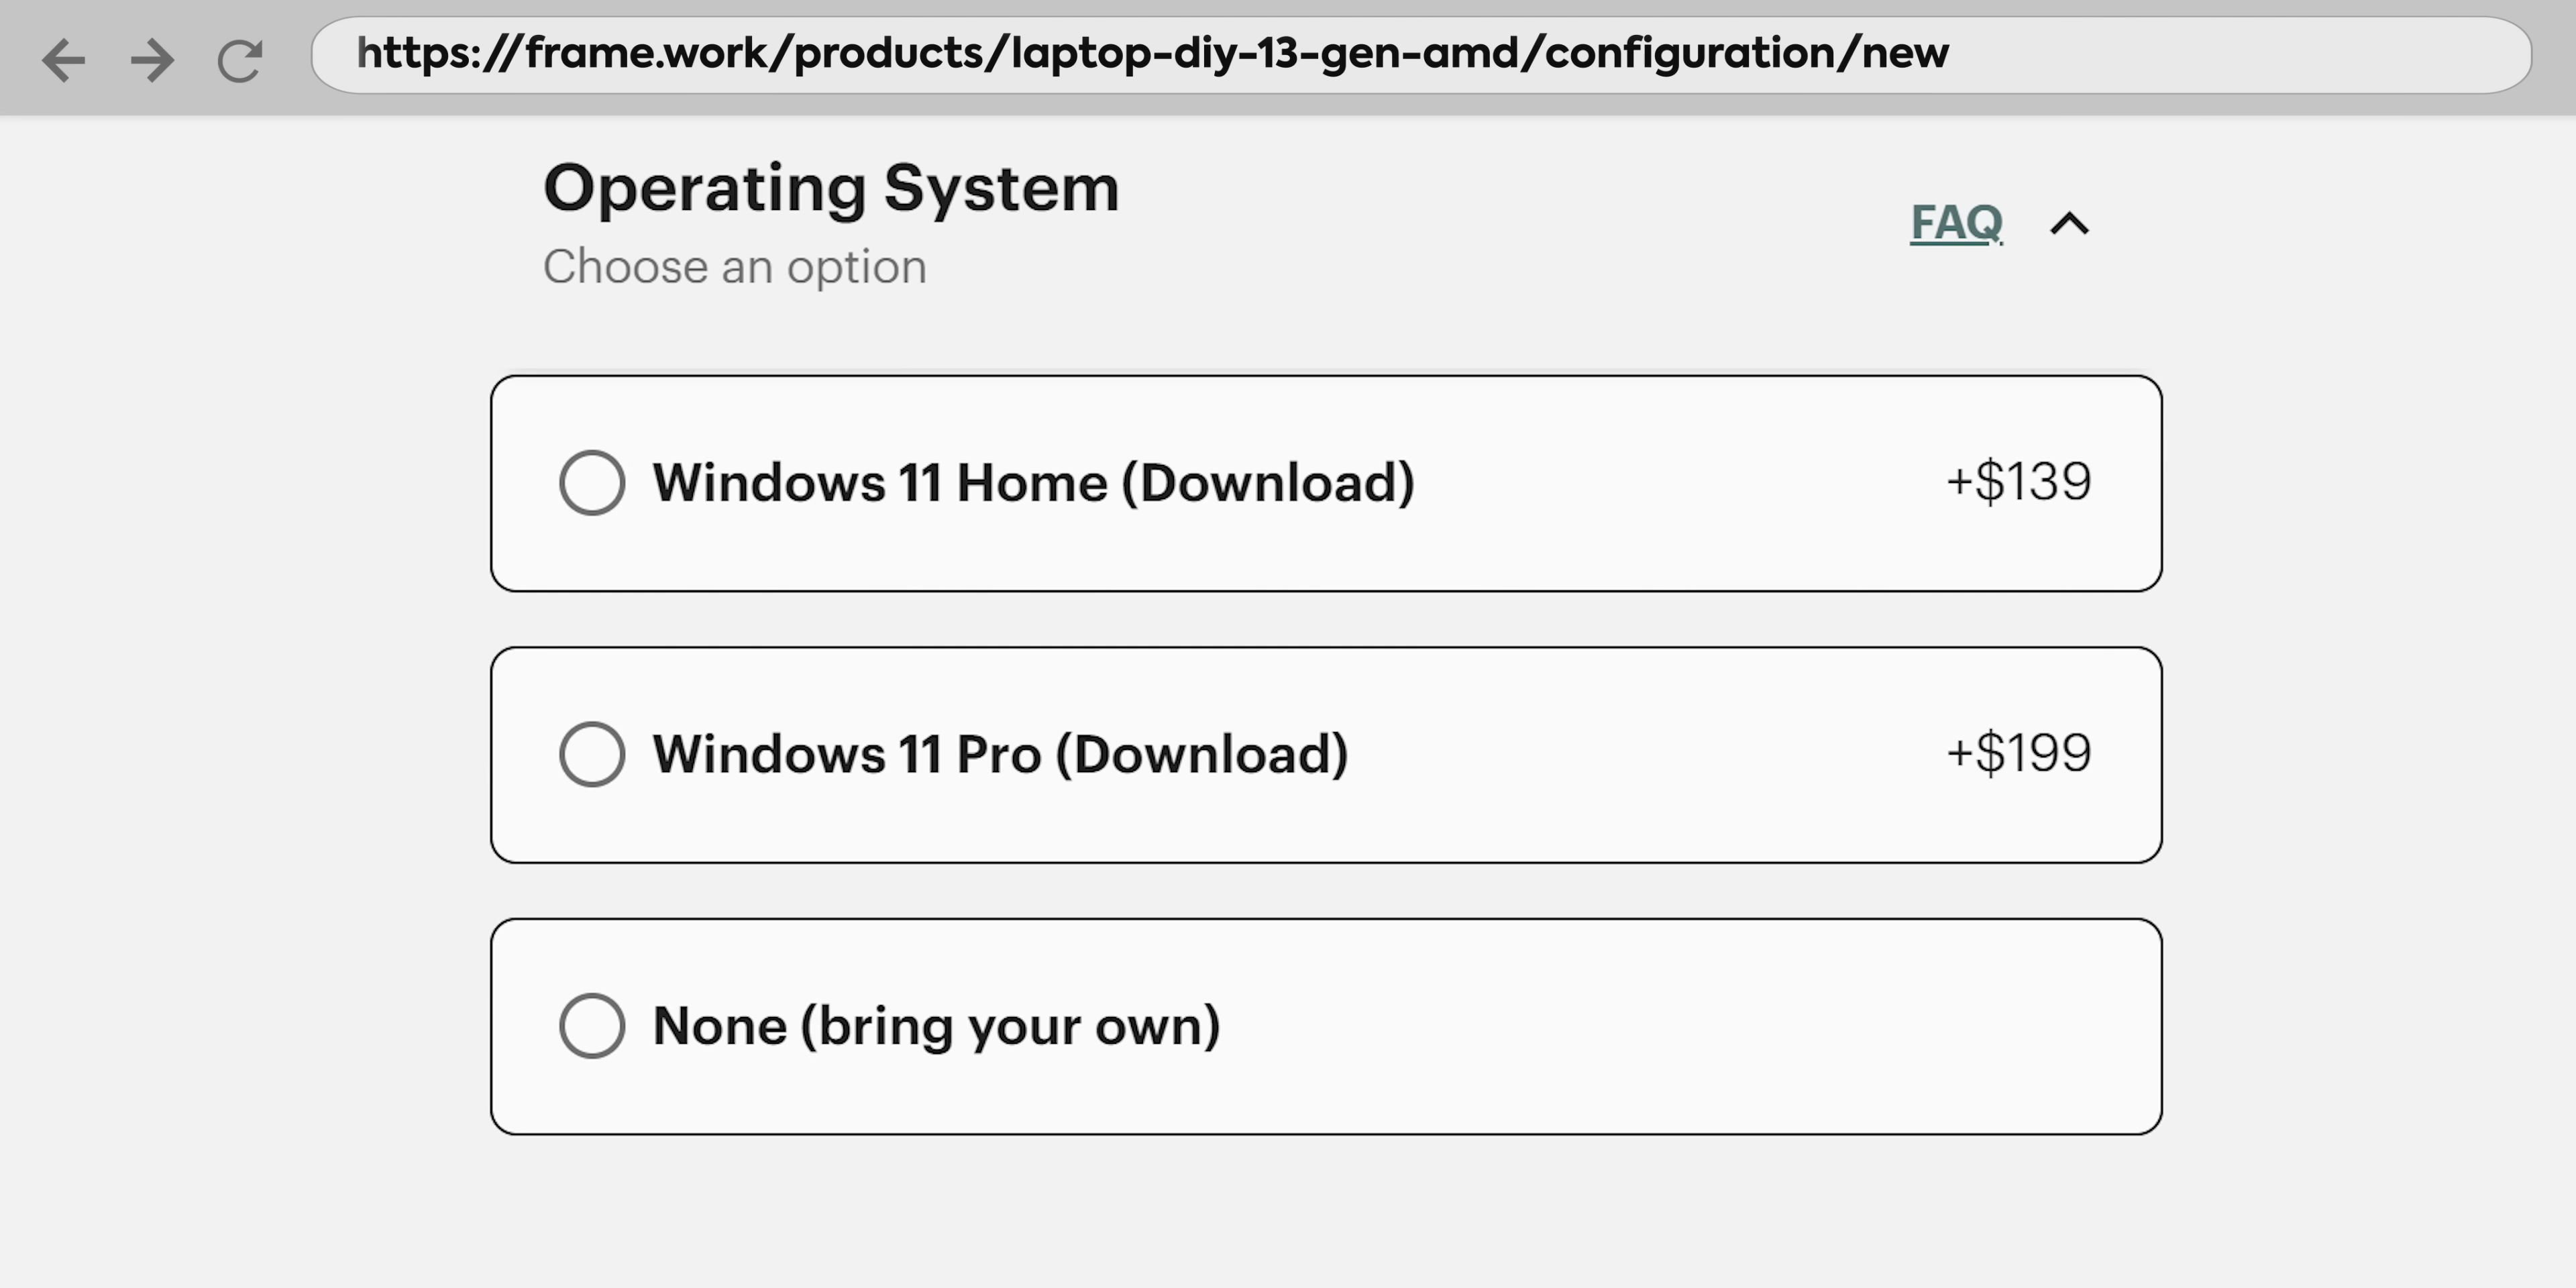 https://frame.work/products/laptop-diy-13-gen-amd/configuration/new
Operating System
FAQ
Choose an option
Windows 11 Home (Download) +$139
Windows 11 Pro (Download) +$199
None (bring your own)